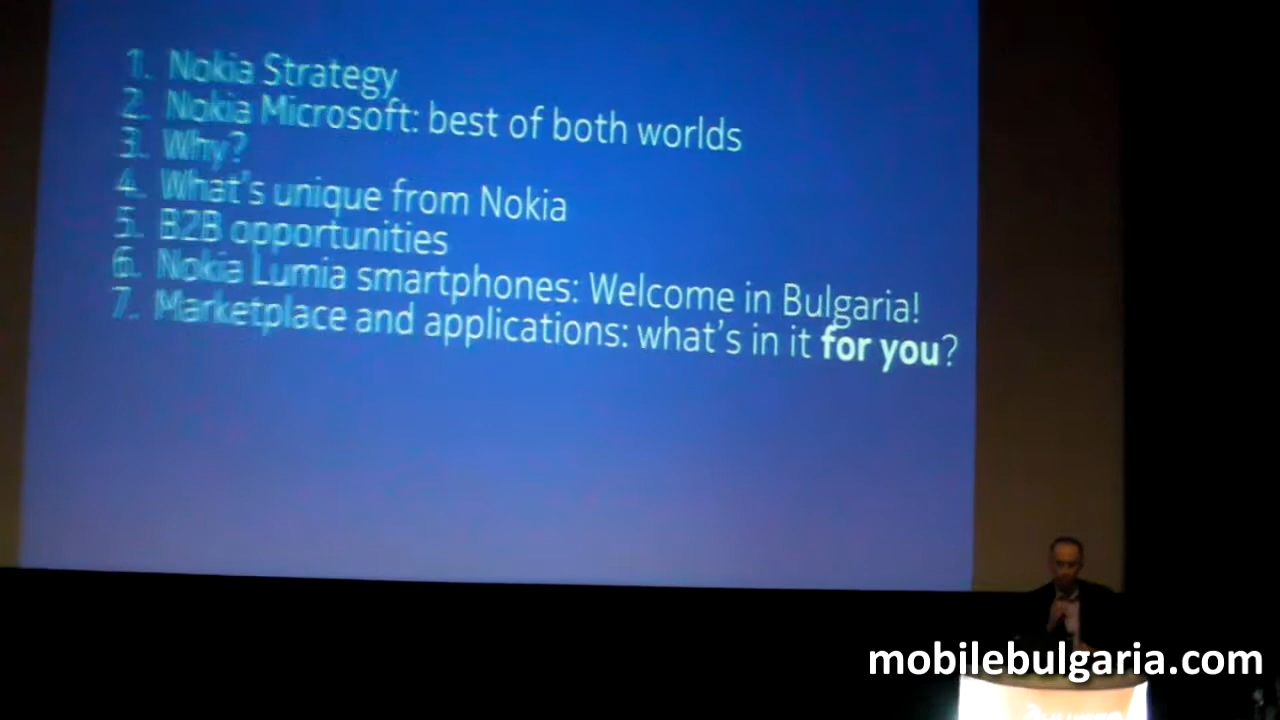 1. Nokia Strategy
2. Nokia Microsoft: best of both worlds
3. Why?
4. What's unique from Nokia
5. B2B opportunities
6. Nokia Lumia smartphones: Welcome in Bulgaria!
7. Marketplace and applications: what's in it for you?
mobilebulgaria.com